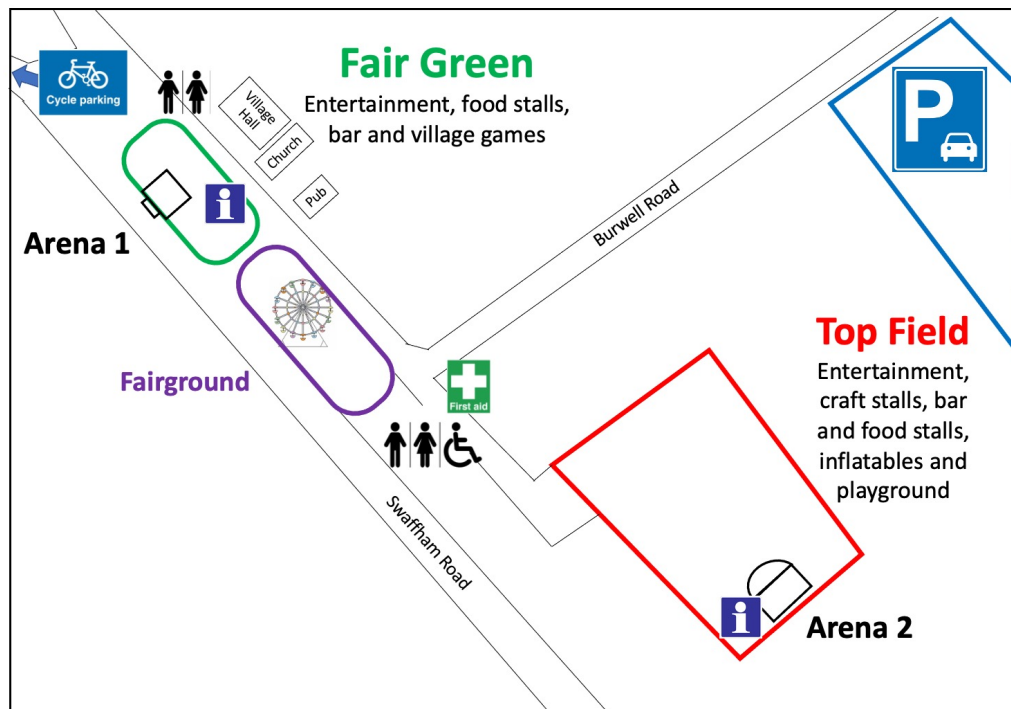 Cycle parking
Village
Hall
Church
Pub
Fair Green
Entertainment, food stalls,
bar and village games
P
i
Arena 1
Burwell Road
Fairground
First aid
Top Field
Entertainment,
craft stalls, bar
and food stalls,
inflatables and
playground
Swaffham Road
i
Arena 2